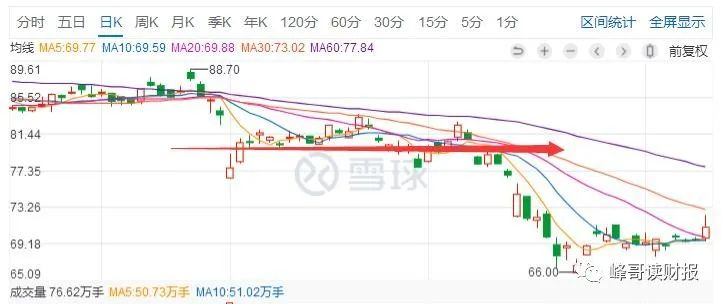 分时 五日 日K 周K 月K 季K 年K 120分 60分 30分 15分 5分 1分 区间统计 全屏显示
均线 MA5:69.77 MA10:69.59 MA20:69.88 MA30:73.02 MA60:77.84 前复权
89.61
88.70
85.52
81.44
77.35
雪球
73.26
69.18
65.09
66.00
峰哥读财报
成交量 76.62万手 MA5:50.73万手 MA10:51.02万手